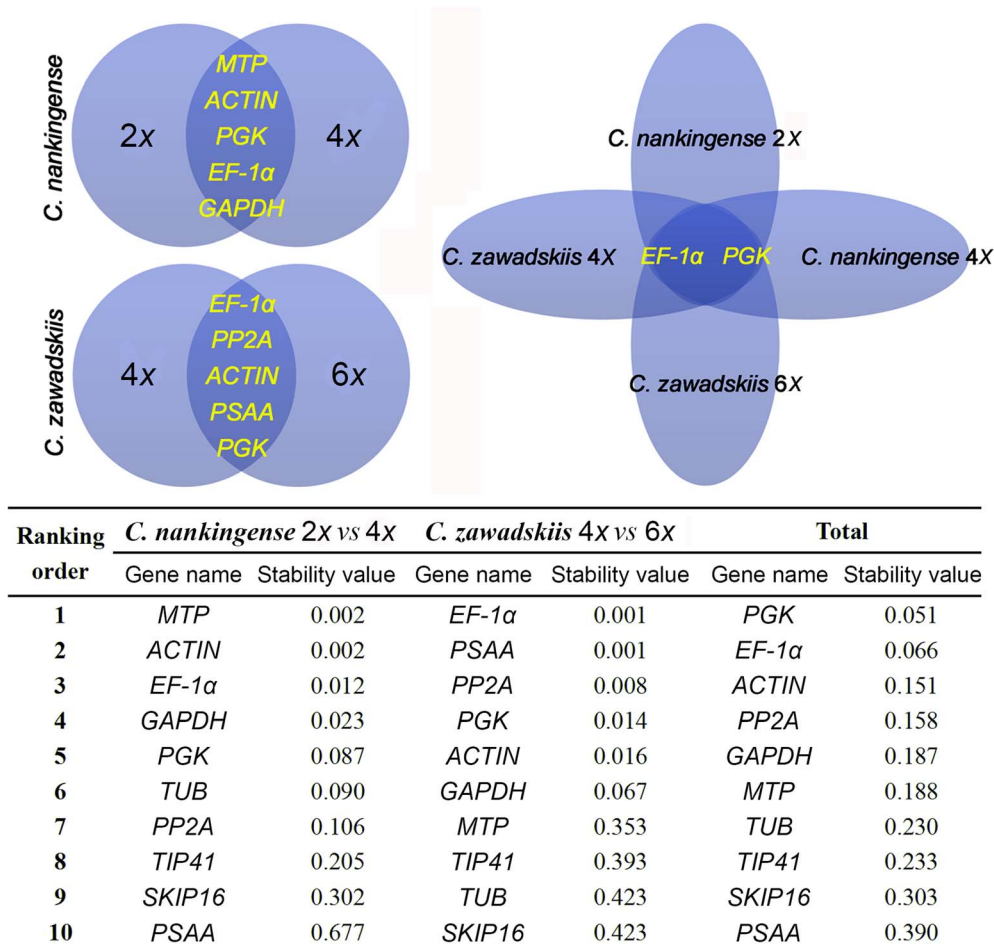 C. nankingense
2x
MTP
ACTIN
PGK
EF-1α
GAPDH
4x
C. zawadskiis
4x
EF-1α
PP2A
ACTIN
PSAA
PGK
6x
C. nankingense 2x
C. zawadskiis 4x
EF-1α PGK
C. nankingense 4x
C. zawadskiis 6x
Ranking order C. nankingense 2x vs 4x C. zawadskiis 4x vs 6x Total
Gene name Stability value Gene name Stability value Gene name Stability value
1 MTP 0.002 EF-1α 0.001 PGK 0.051
2 ACTIN 0.002 PSAA 0.001 EF-1α 0.066
3 EF-1α 0.012 PP2A 0.008 ACTIN 0.151
4 GAPDH 0.023 PGK 0.014 PP2A 0.158
5 PGK 0.087 ACTIN 0.016 GAPDH 0.187
6 TUB 0.090 GAPDH 0.067 MTP 0.188
7 PP2A 0.106 MTP 0.353 TUB 0.230
8 TIP41 0.205 TIP41 0.393 TIP41 0.233
9 SKIP16 0.302 TUB 0.423 SKIP16 0.303
10 PSAA 0.677 SKIP16 0.423 PSAA 0.390